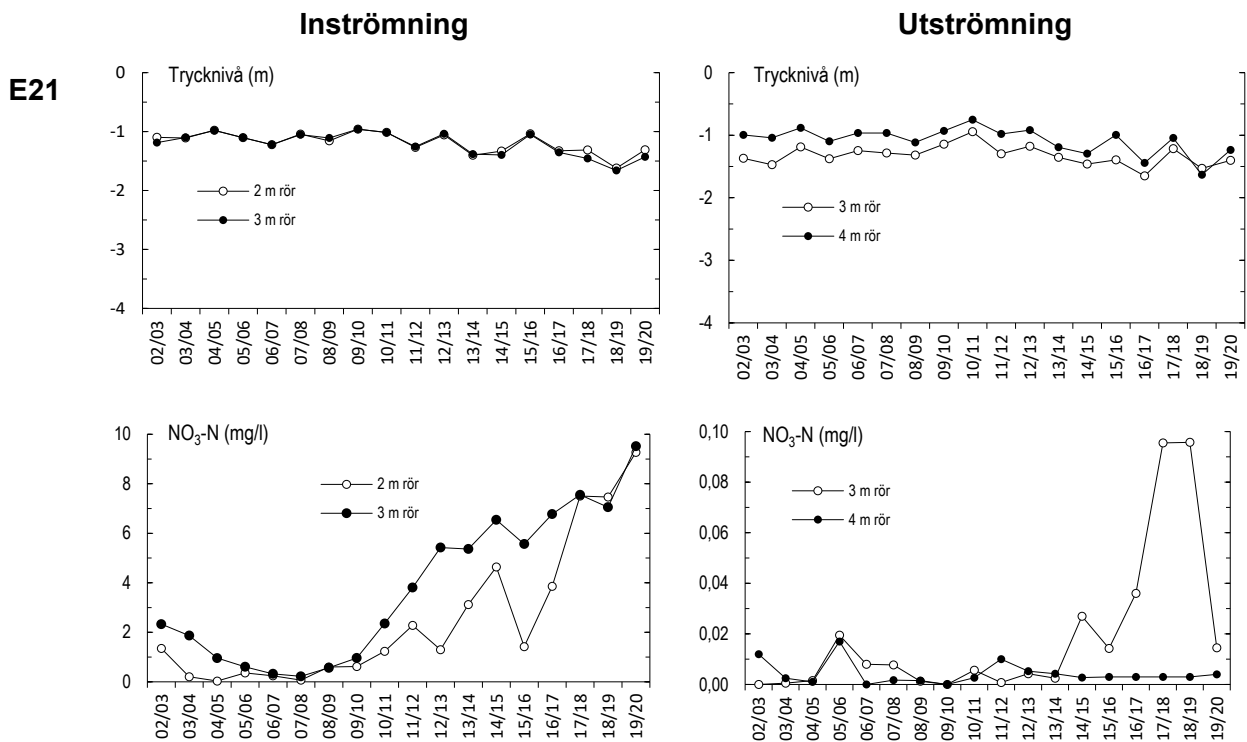 Inströmning
Utströmning
E21
Trycknivå (m)
0
-1
-2
-3
-4
2 m rör
3 m rör
02/03 03/04 04/05 05/06 06/07 07/08 08/09 09/10 10/11 11/12 12/13 13/14 14/15 15/16 16/17 17/18 18/19 19/20
Trycknivå (m)
0
-1
-2
-3
-4
3 m rör
4 m rör
02/03 03/04 04/05 05/06 06/07 07/08 08/09 09/10 10/11 11/12 12/13 13/14 14/15 15/16 16/17 17/18 18/19 19/20
NO₃-N (mg/l)
10
8
6
4
2
0
2 m rör
3 m rör
02/03 03/04 04/05 05/06 06/07 07/08 08/09 09/10 10/11 11/12 12/13 13/14 14/15 15/16 16/17 17/18 18/19 19/20
NO₃-N (mg/l)
0,10
0,08
0,06
0,04
0,02
0,00
3 m rör
4 m rör
02/03 03/04 04/05 05/06 06/07 07/08 08/09 09/10 10/11 11/12 12/13 13/14 14/15 15/16 16/17 17/18 18/19 19/20